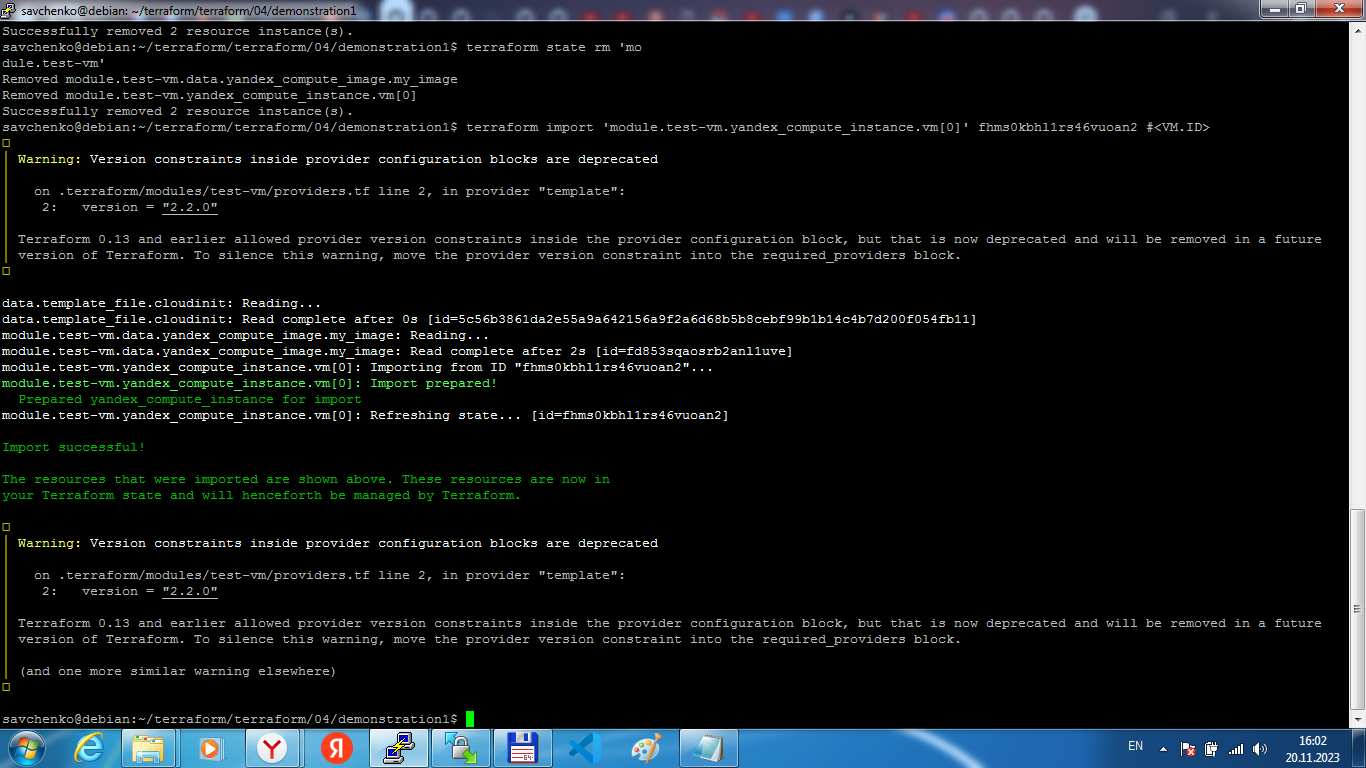 savchenko@debian: ~/terraform/terraform/04/demonstration1
Successfully removed 2 resource instance(s).
savchenko@debian:~/terraform/terraform/04/demonstration1$ terraform state rm 'mo
dule.test-vm'
Removed module.test-vm.data.yandex_compute_image.my_image
Removed module.test-vm.yandex_compute_instance.vm[0]
Successfully removed 2 resource instance(s).
savchenko@debian:~/terraform/terraform/04/demonstration1$ terraform import 'module.test-vm.yandex_compute_instance.vm[0]' fhms0kbhl1rs46vuoan2 #<VM.ID>
Warning: Version constraints inside provider configuration blocks are deprecated
on .terraform/modules/test-vm/providers.tf line 2, in provider "template":
2: version = "2.2.0"
Terraform 0.13 and earlier allowed provider version constraints inside the provider configuration block, but that is now deprecated and will be removed in a future
version of Terraform. To silence this warning, move the provider version constraint into the required_providers block.
data.template_file.cloudinit: Reading...
data.template_file.cloudinit: Read complete after 0s [id=5c56b3861da2e55a9a642156a9f2a6d68b5b8cebf99b1b14c4b7d200f054fb11]
module.test-vm.data.yandex_compute_image.my_image: Reading...
module.test-vm.data.yandex_compute_image.my_image: Read complete after 2s [id=fd853sqaosrb2anl1uve]
module.test-vm.yandex_compute_instance.vm[0]: Importing from ID "fhms0kbhl1rs46vuoan2"...
module.test-vm.yandex_compute_instance.vm[0]: Import prepared!
Prepared yandex_compute_instance for import
module.test-vm.yandex_compute_instance.vm[0]: Refreshing state... [id=fhms0kbhl1rs46vuoan2]
Import successful!
The resources that were imported are shown above. These resources are now in
your Terraform state and will henceforth be managed by Terraform.
Warning: Version constraints inside provider configuration blocks are deprecated
on .terraform/modules/test-vm/providers.tf line 2, in provider "template":
2: version = "2.2.0"
Terraform 0.13 and earlier allowed provider version constraints inside the provider configuration block, but that is now deprecated and will be removed in a future
version of Terraform. To silence this warning, move the provider version constraint into the required_providers block.
(and one more similar warning elsewhere)
savchenko@debian:~/terraform/terraform/04/demonstration1$
EN
16:02
20.11.2023